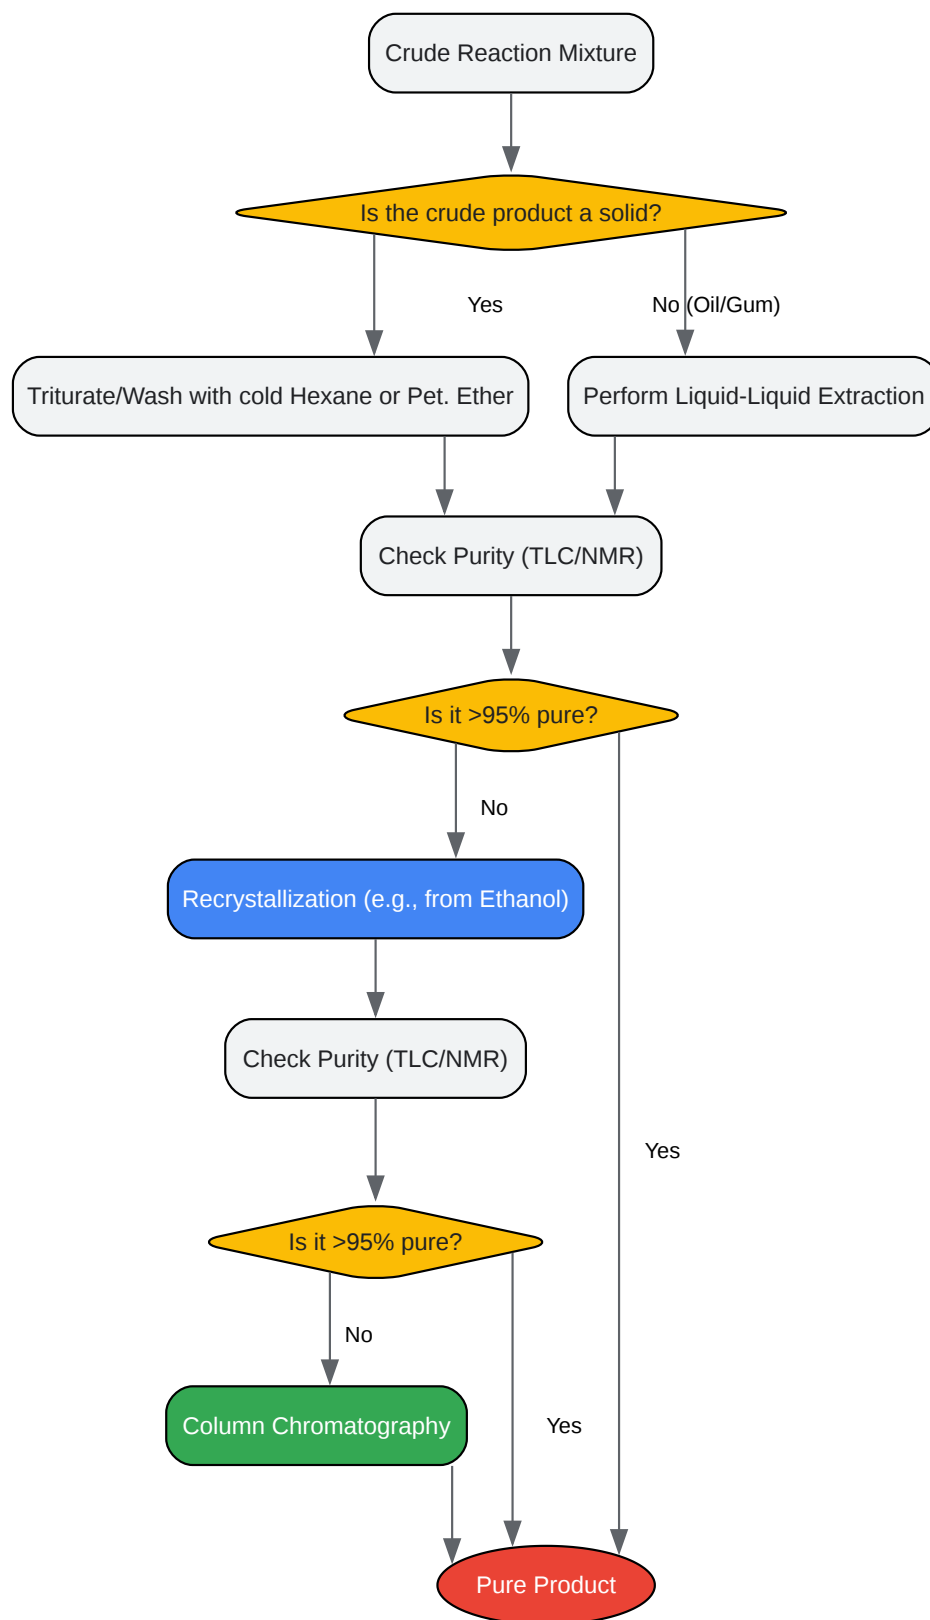 Crude Reaction Mixture
Is the crude product a solid?
Yes
No (Oil/Gum)
Triturate/Wash with cold Hexane or Pet. Ether
Perform Liquid-Liquid Extraction
Check Purity (TLC/NMR)
Is it >95% pure?
No
Recrystallization (e.g., from Ethanol)
Check Purity (TLC/NMR)
Yes
Is it >95% pure?
No
Column Chromatography
Yes
Pure Product